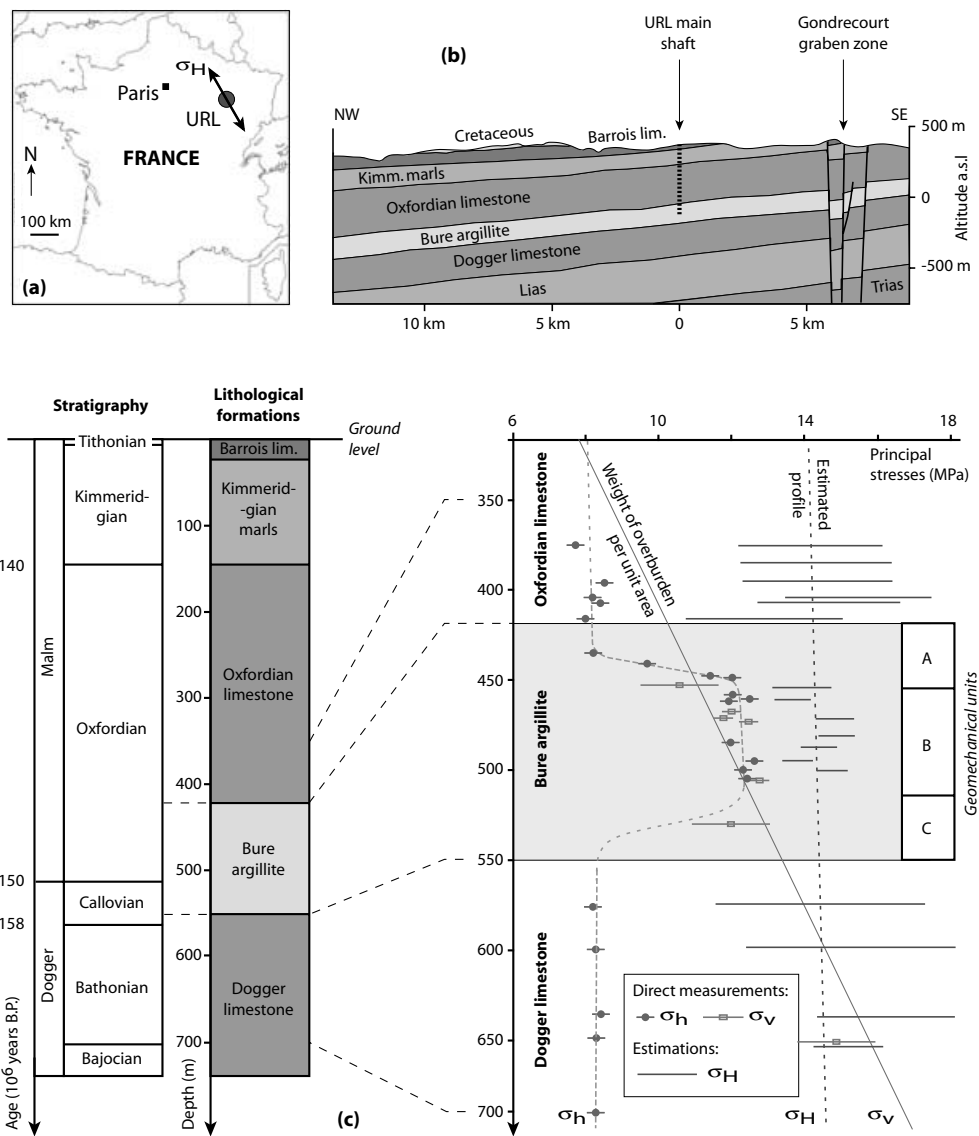 σH
Paris
URL
FRANCE
N
100 km
(a)
(b)
URL main
shaft
Gondrecourt
graben zone
NW
SE
Cretaceous
Barrois lim.
Kimm. marls
Oxfordian limestone
Bure argillite
Dogger limestone
Lias
Trias
500 m
0
-500 m
Altitude a.s.l
10 km
5 km
0
5 km
Stratigraphy
Lithological
formations
Ground
level
Tithonian
Kimmerid-
gian
Oxfordian
Callovian
Bathonian
Bajocian
Malm
Dogger
140
150
158
Age (10⁶ years B.P.)
Barrois lim.
Kimmerid-
-gian
marls
Oxfordian
limestone
Bure
argillite
Dogger
limestone
100
200
300
400
500
600
700
Depth (m)
(c)
6
10
14
18
Principal
stresses (MPa)
350
400
450
500
550
600
650
700
Oxfordian limestone
Bure argillite
Dogger limestone
Weight of overburden
per unit area
Estimated
profile
A
B
C
Geomechanical units
Direct measurements:
σh
σv
Estimations:
σH
σh
σH
σv